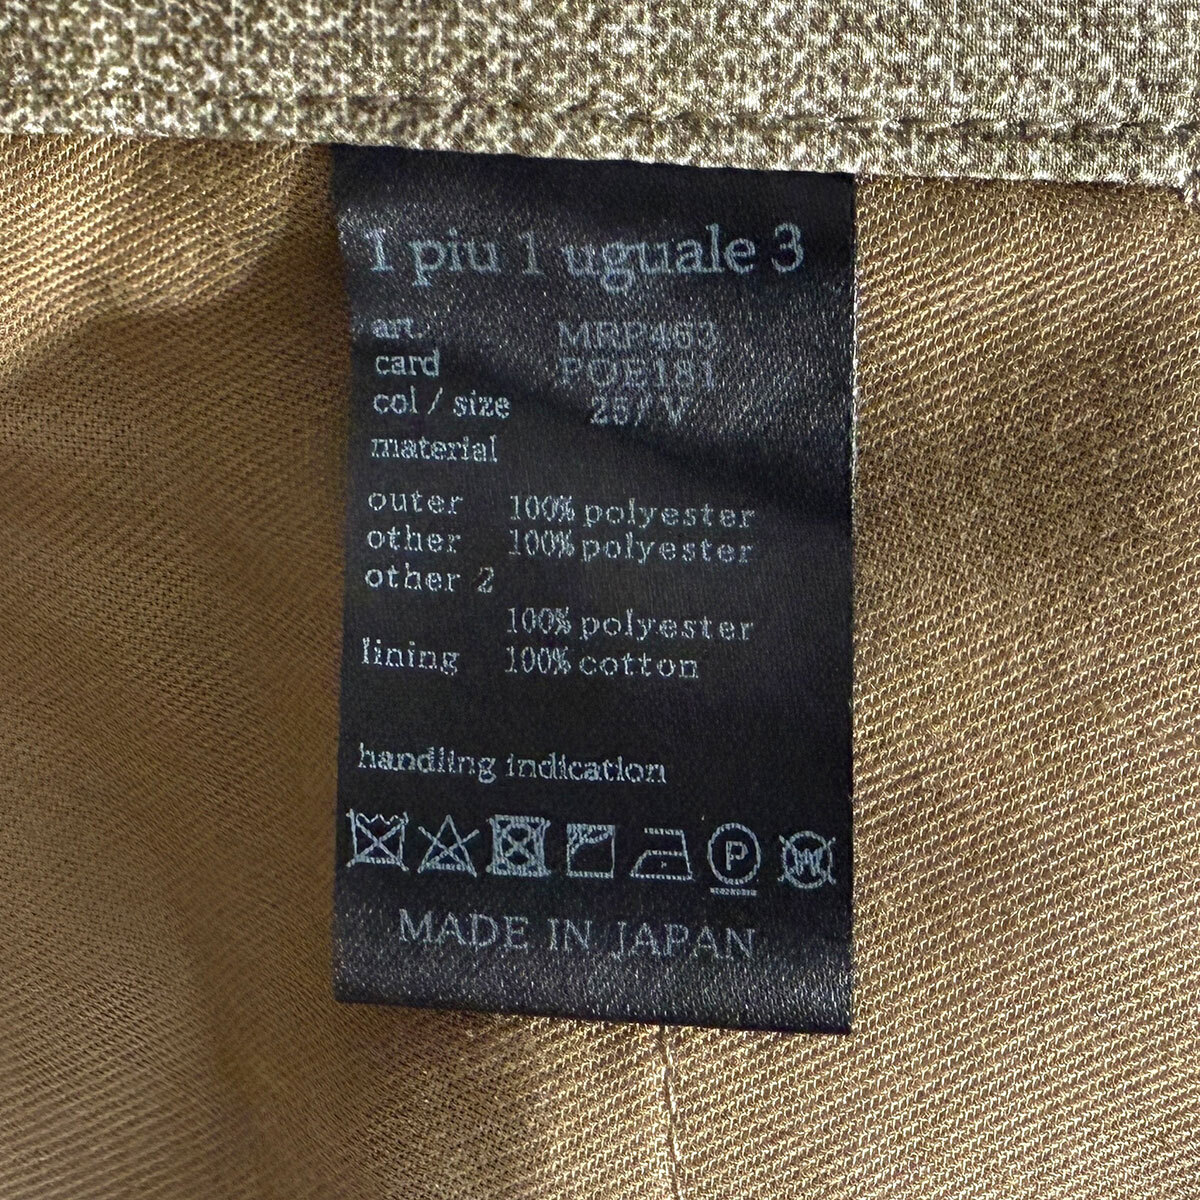 1 piu 1 uguale 3
art. MRP463
card POE181
col / size 257 V
material
outer 100% polyester
other 100% polyester
other 2
100% polyester
lining 100% cotton
handling indication
P W
MADE IN JAPAN